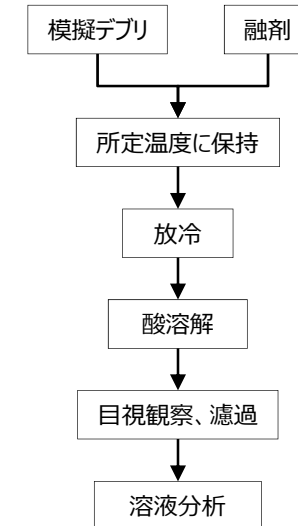 模擬デブリ
融剤
所定温度に保持
放冷
酸溶解
目視観察、濾過
溶液分析